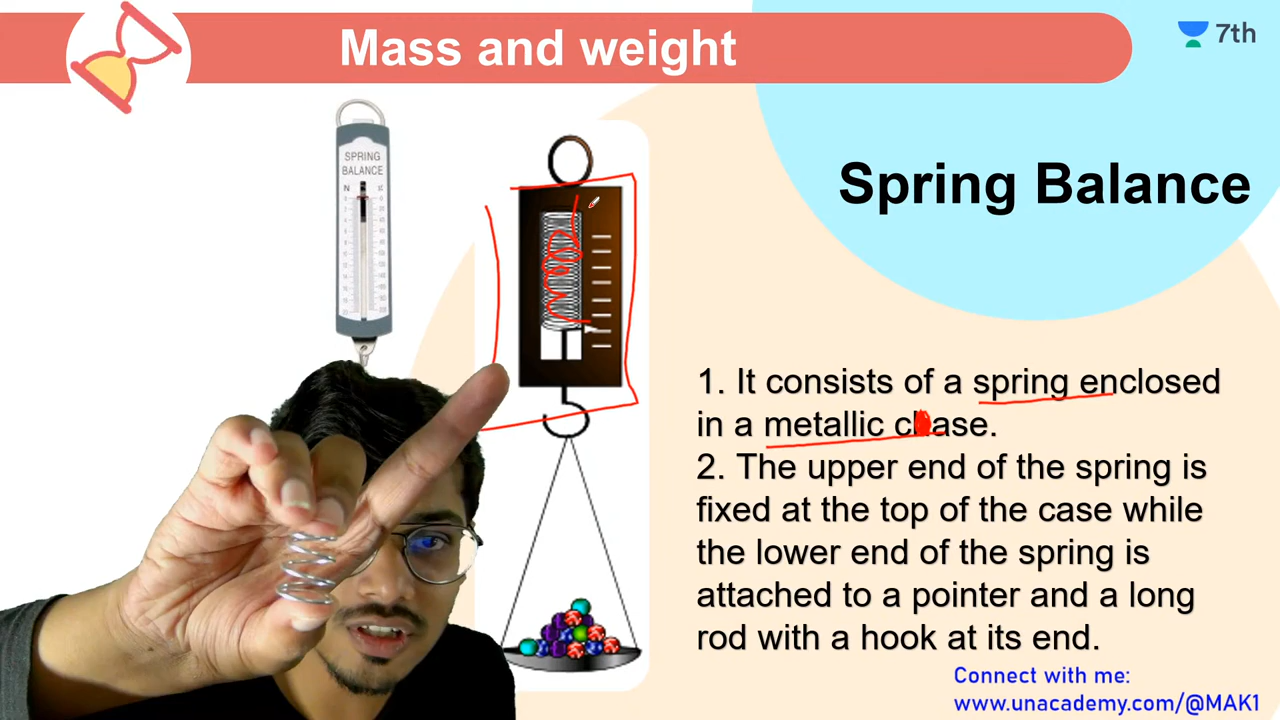 Mass and weight
7th
SPRING
BALANCE
N
Spring Balance
1. It consists of a spring enclosed
in a metallic chase.
2. The upper end of the spring is
fixed at the top of the case while
the lower end of the spring is
attached to a pointer and a long
rod with a hook at its end.
Connect with me:
www.unacademy.com/@MAK1